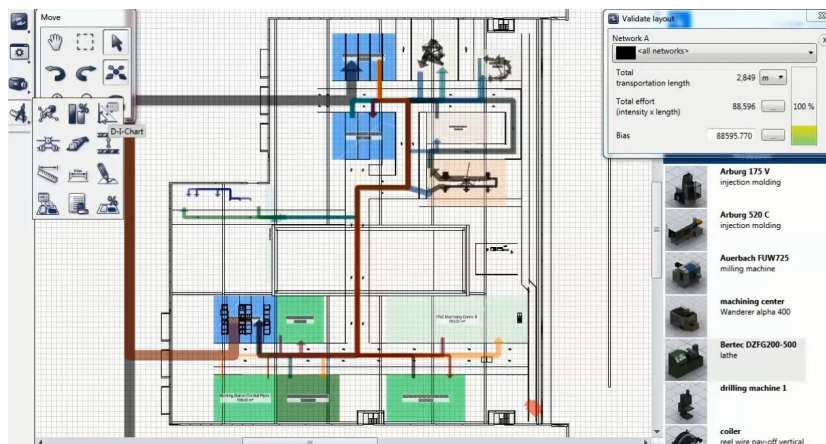 Move
D-I-Chart
CNC Machining Center II
Validate layout
Network A
<all networks>
Total
transportation length
2,849
m
Total effort
(intensity x length)
88,596
...
100 %
Bias
88595.770
...
Arburg 175 V
injection molding
Arburg 520 C
injection molding
Auerbach FUW725
milling machine
machining center
Wanderer alpha 400
Bertec DZFG200-500
lathe
drilling machine 1
coiler
reel wire pay-off vertical